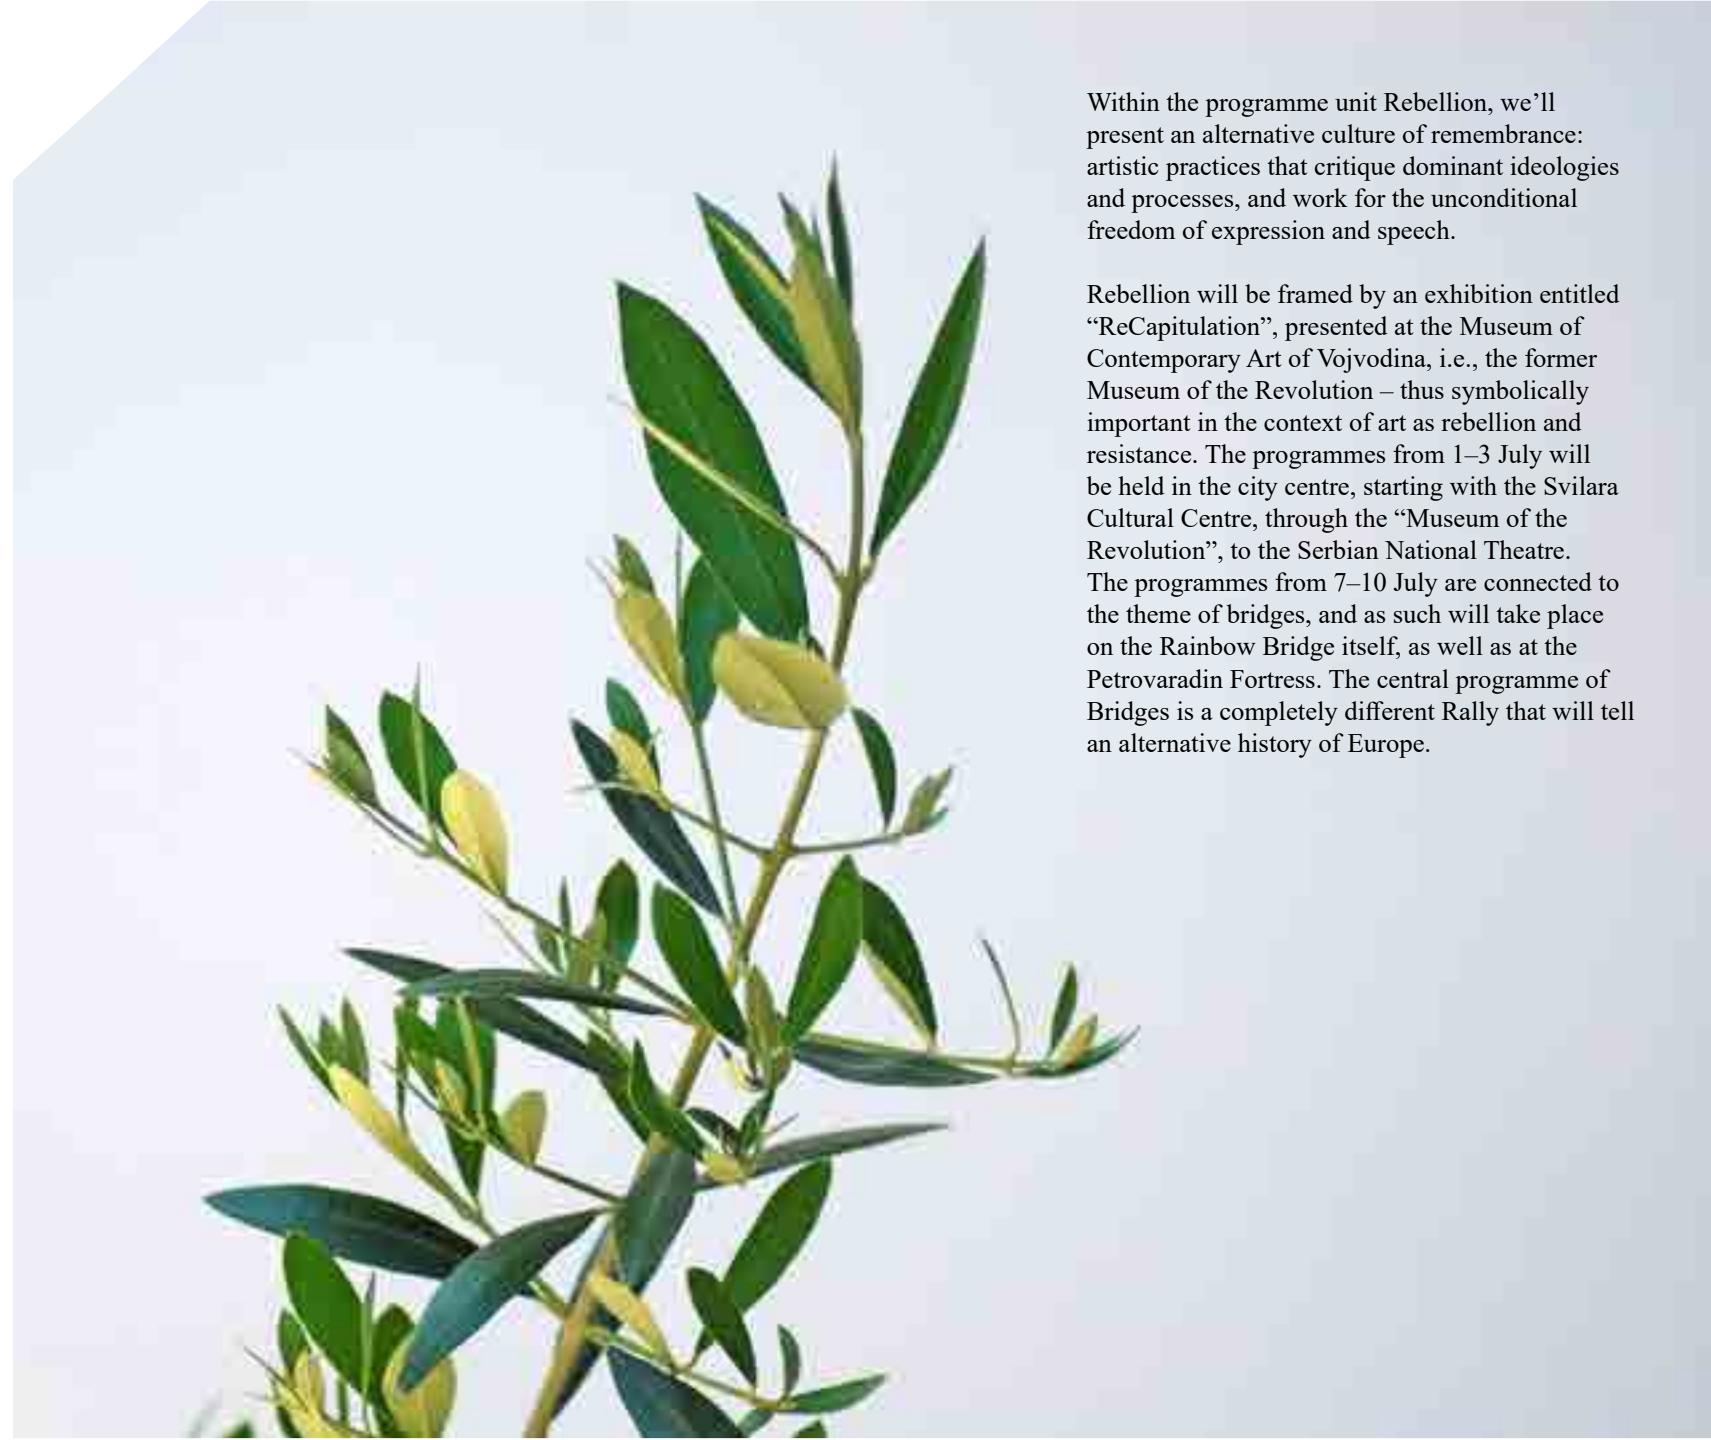 Within the programme unit Rebellion, we’ll
present an alternative culture of remembrance:
artistic practices that critique dominant ideologies
and processes, and work for the unconditional
freedom of expression and speech.
Rebellion will be framed by an exhibition entitled
“ReCapitulation”, presented at the Museum of
Contemporary Art of Vojvodina, i.e., the former
Museum of the Revolution – thus symbolically
important in the context of art as rebellion and
resistance. The programmes from 1–3 July will
be held in the city centre, starting with the Svilara
Cultural Centre, through the “Museum of the
Revolution”, to the Serbian National Theatre.
The programmes from 7–10 July are connected to
the theme of bridges, and as such will take place
on the Rainbow Bridge itself, as well as at the
Petrovaradin Fortress. The central programme of
Bridges is a completely different Rally that will tell
an alternative history of Europe.